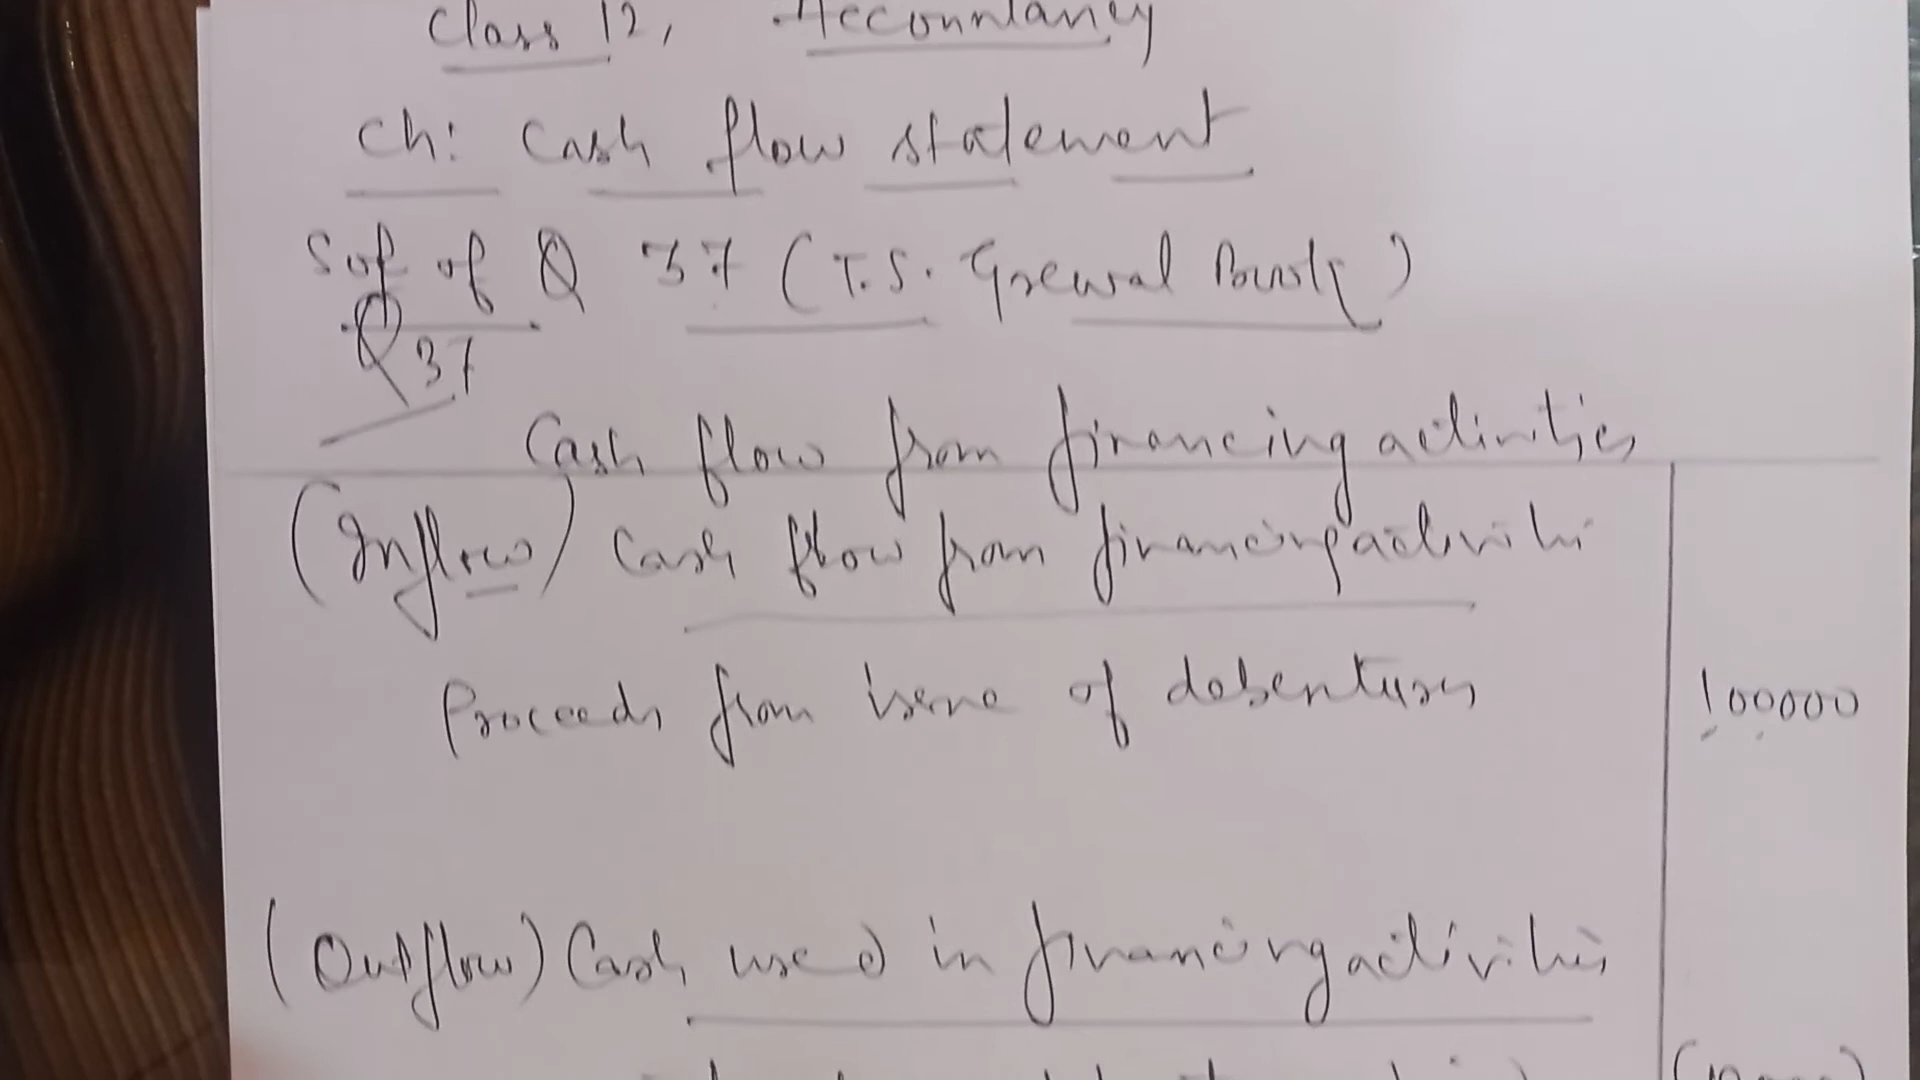 Class 12, Accountancy
Ch: Cash flow statement
Sol of Q 37 (T.S. Grewal Book)
Q 37
Cash flow from financing activities
(Inflow) Cash flow from financing activities
Proceeds from issue of debentures 100000
(Outflow) Cash used in financing activities